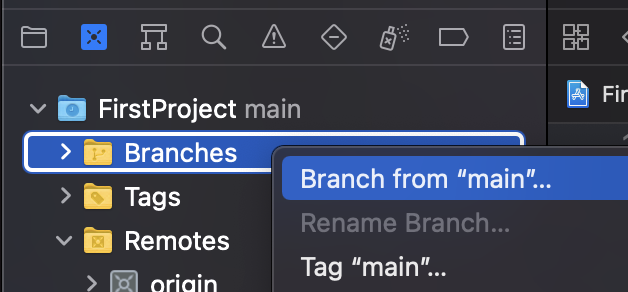 FirstProject main
Fir
Branches
Branch from “main”...
Tags
Rename Branch...
Remotes
Tag “main”...
origin